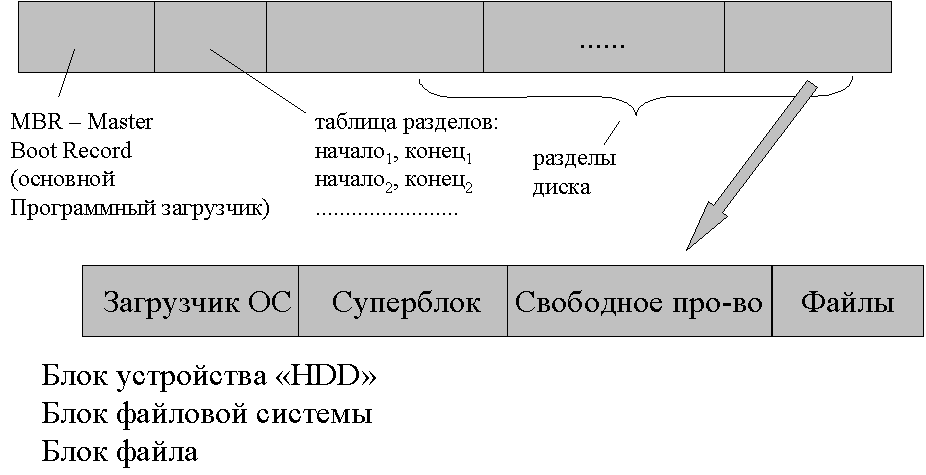 ......
MBR – Master
Boot Record
(основной
Программный загрузчик)
таблица разделов:
начало1, конец1
начало2, конец2
........................
разделы
диска
Загрузчик ОС
Суперблок
Свободное про-во
Файлы
Блок устройства «HDD»
Блок файловой системы
Блок файла